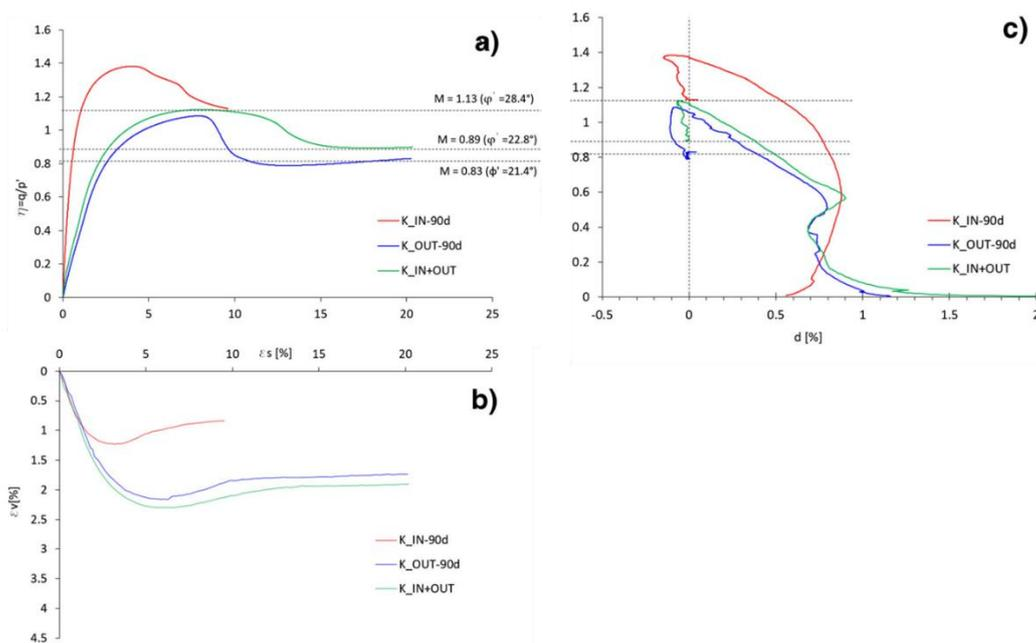 a)
1.6
1.4
1.2
1
0.8
0.6
0.4
0.2
0
η=q/p'
M = 1.13 (φ' =28.4°)
M = 0.89 (φ' =22.8°)
M = 0.83 (ϕ' =21.4°)
K_IN-90d
K_OUT-90d
K_IN+OUT
0 5 10 15 20 25
εs [%]
c)
1.6
1.4
1.2
1
0.8
0.6
0.4
0.2
0
K_IN-90d
K_OUT-90d
K_IN+OUT
-0.5 0 0.5 1 1.5 2
d [%]
b)
0 5 10 15 20 25
0
0.5
1
1.5
2
2.5
3
3.5
4
4.5
εv[%]
K_IN-90d
K_OUT-90d
K_IN+OUT